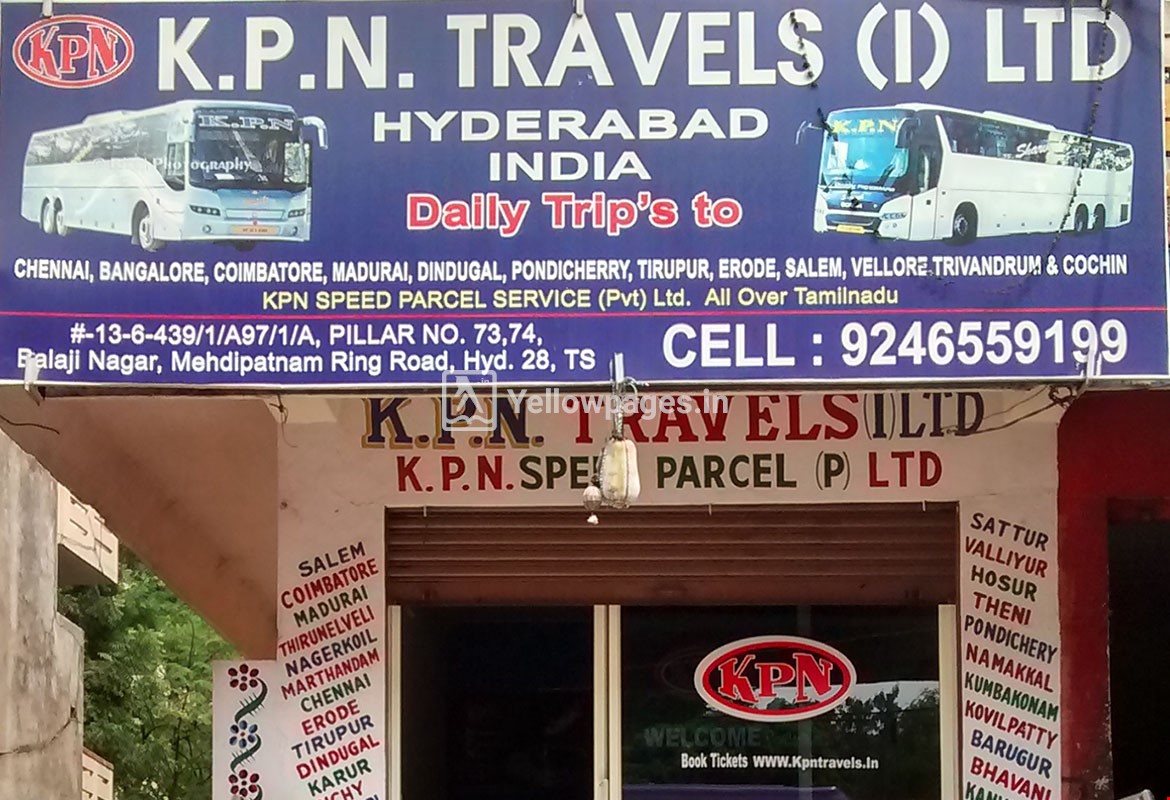 KPN K.P.N. TRAVELS (I) LTD
HYDERABAD
INDIA
Daily Trip's to
K.P.N
K.P.N
CHENNAI, BANGALORE, COIMBATORE, MADURAI, DINDUGAL, PONDICHERRY, TIRUPUR, ERODE, SALEM, VELLORE TRIVANDRUM & COCHIN
KPN SPEED PARCEL SERVICE (Pvt) Ltd. All Over Tamilnadu
#-13-6-439/1/A97/1/A, PILLAR NO. 73,74,
Balaji Nagar, Mehdipatnam Ring Road, Hyd. 28, TS
CELL : 9246559199
Yellowpages.in
K.P.N. TRAVELS(I)LTD
K.P.N. SPEED PARCEL (P) LTD
SALEM
COIMBATORE
MADURAI
THIRUNELVELI
NAGERKOIL
MARTHANDAM
CHENNAI
ERODE
TIRUPUR
DINDUGAL
KARUR
SATTUR
VALLIYUR
HOSUR
THENI
PONDICHERY
NAMAKKAL
KUMBAKONAM
KOVILPATTY
BARUGUR
BHAVANI
KPN
WELCOME
Book Tickets WWW.Kpntravels.In